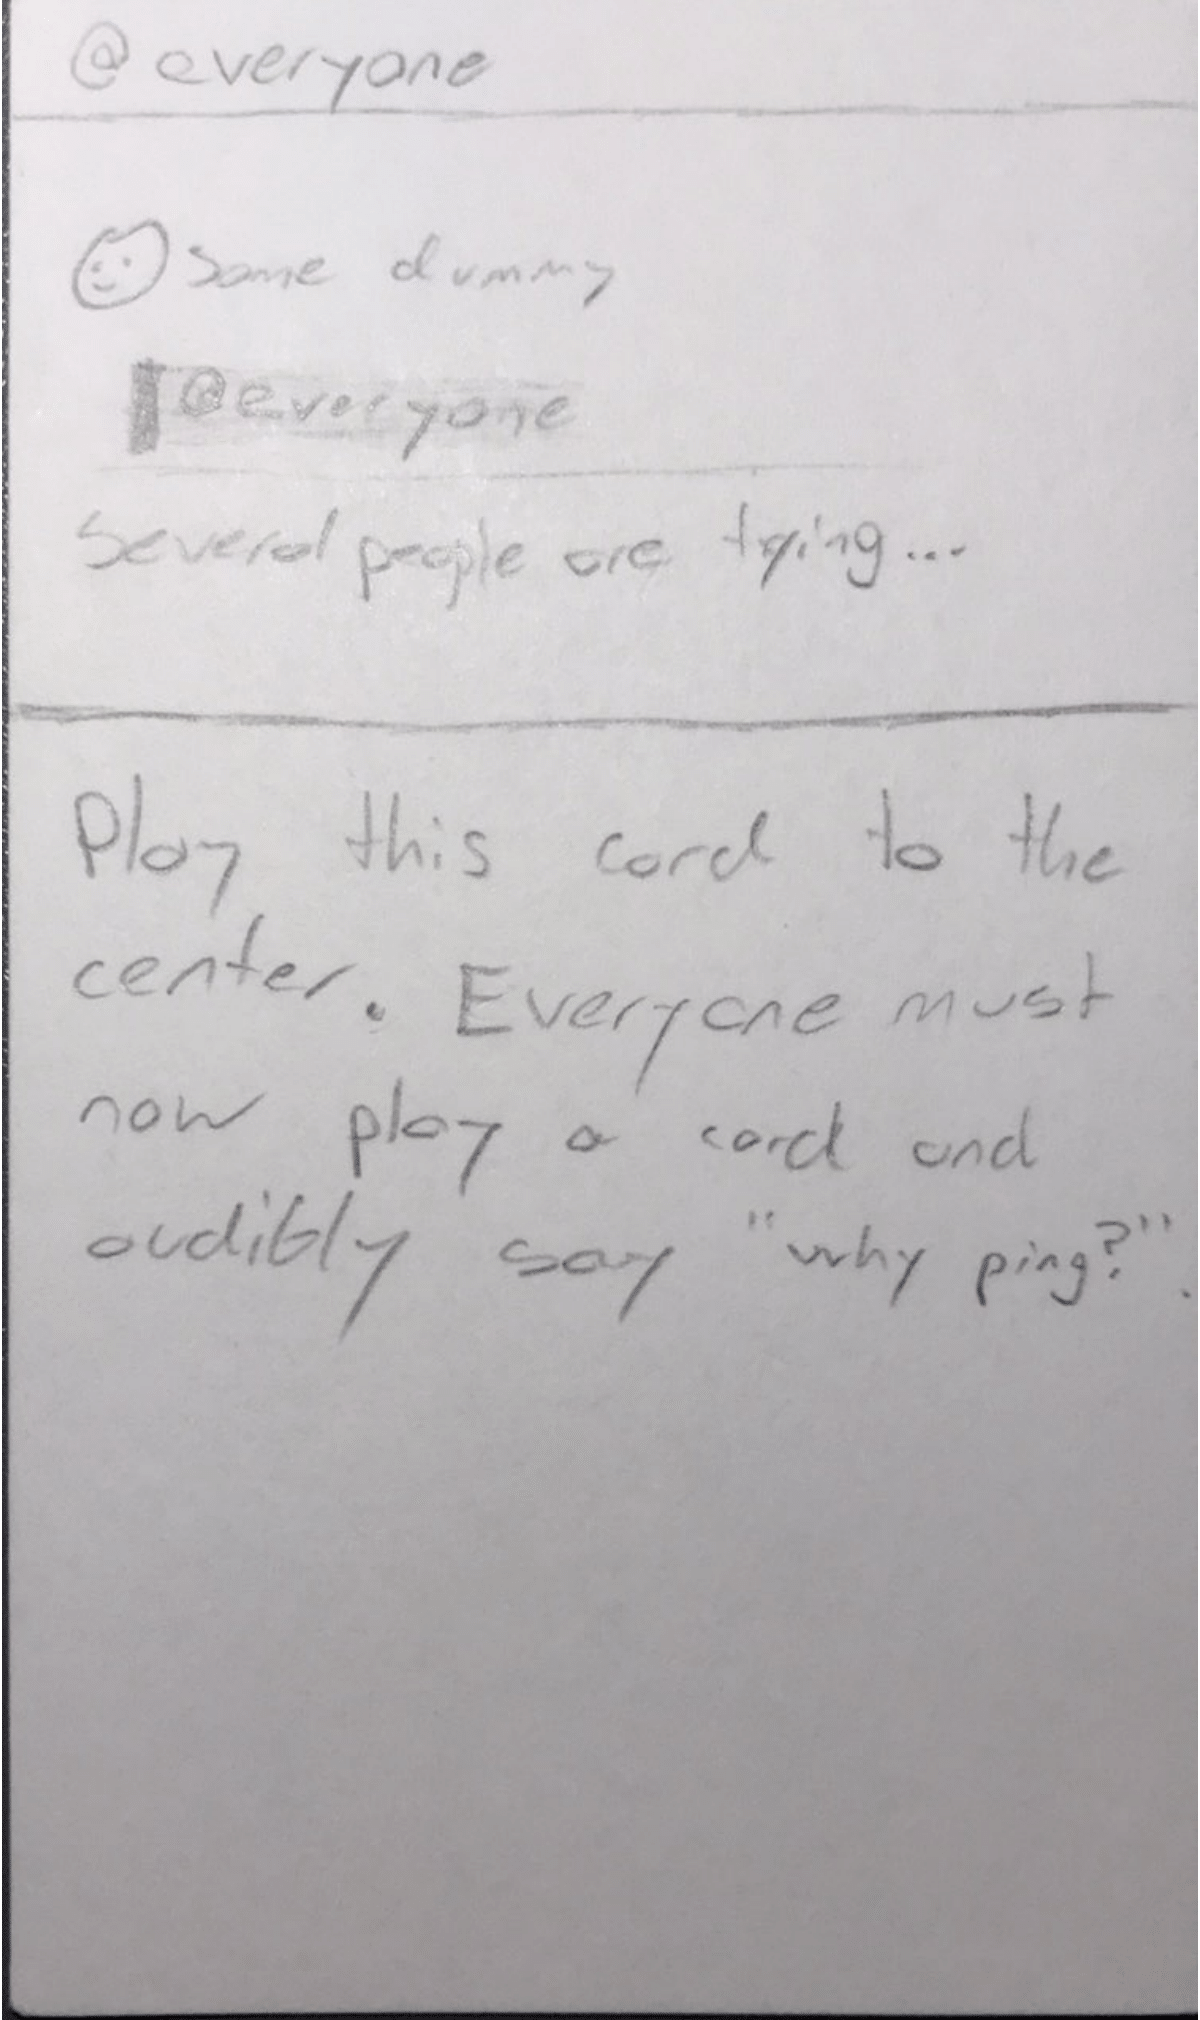 @everyone
Some dummy
@everyone
Several people are typing...
Play this card to the
center. Everyone must
now play a card and
audibly say "why ping?".